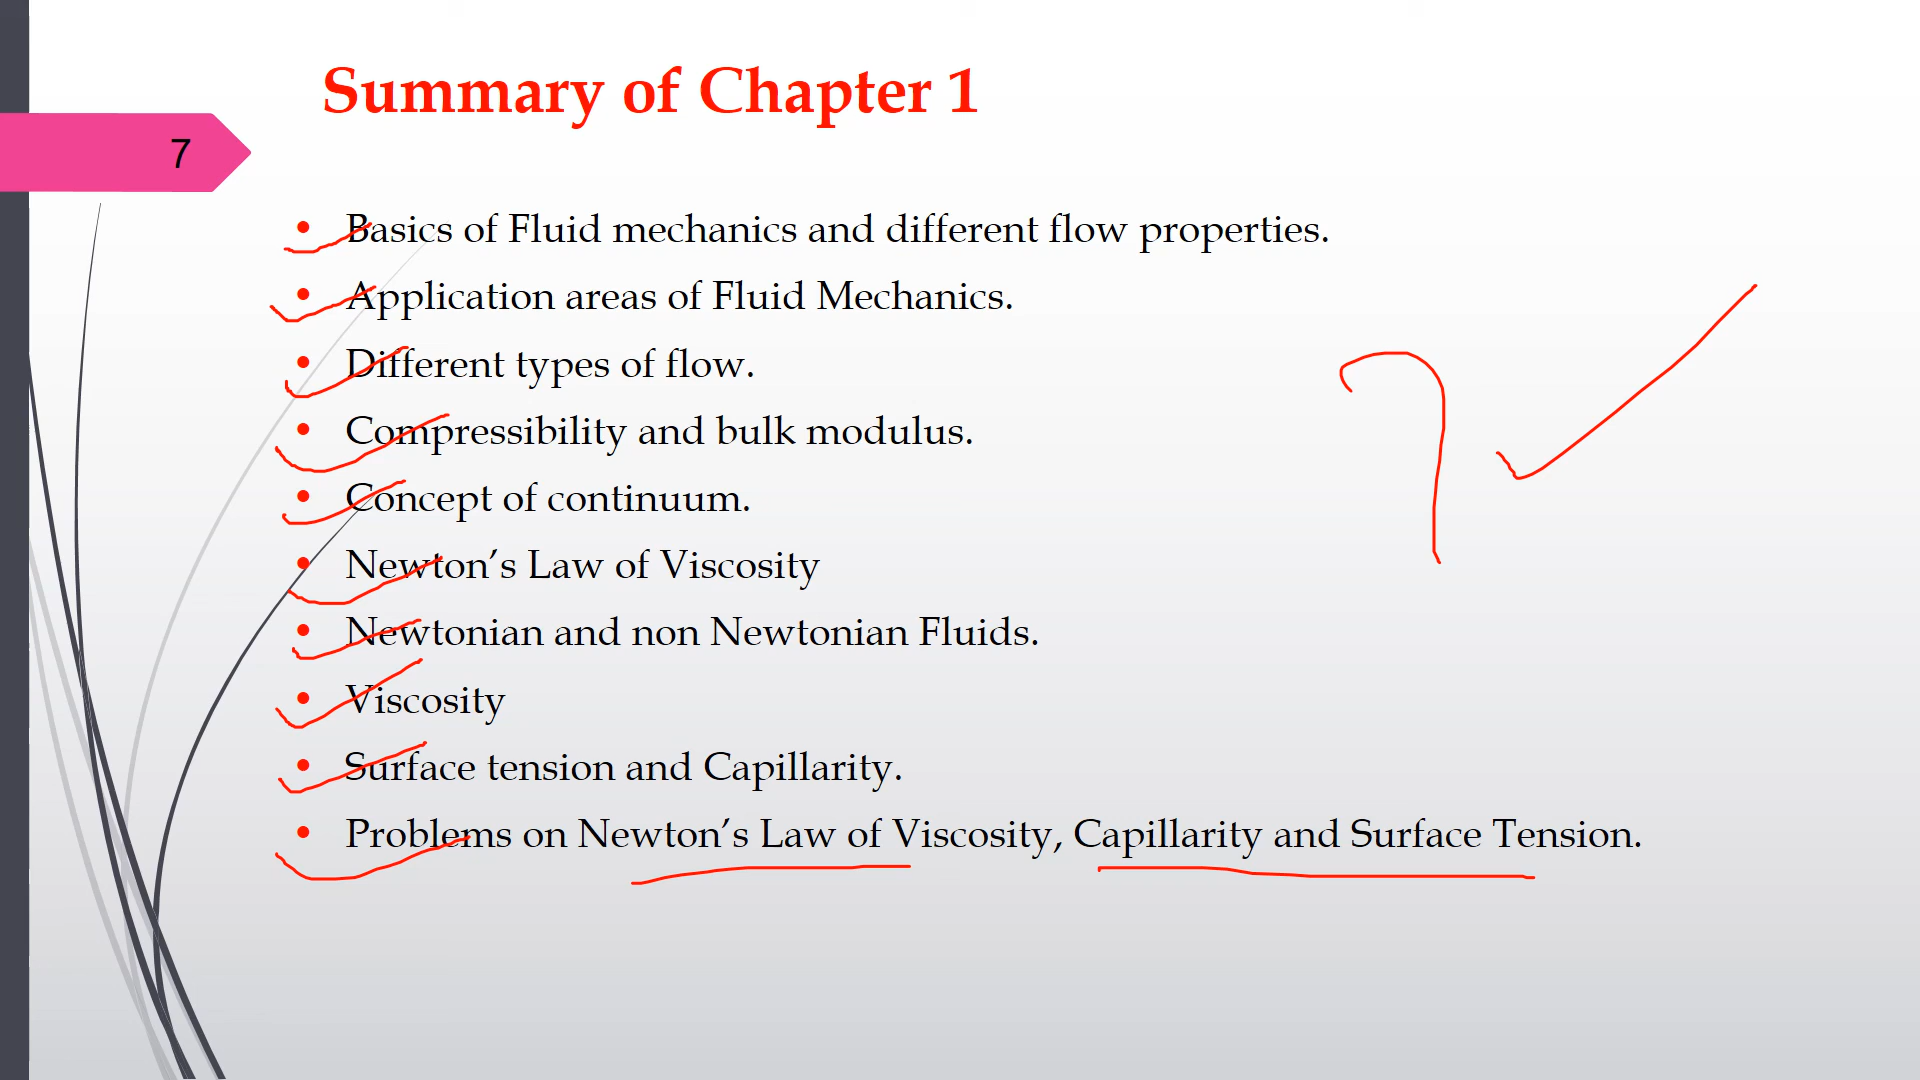 Summary of Chapter 1
7
• Basics of Fluid mechanics and different flow properties.
• Application areas of Fluid Mechanics.
• Different types of flow.
• Compressibility and bulk modulus.
• Concept of continuum.
• Newton’s Law of Viscosity
• Newtonian and non Newtonian Fluids.
• Viscosity
• Surface tension and Capillarity.
• Problems on Newton’s Law of Viscosity, Capillarity and Surface Tension.